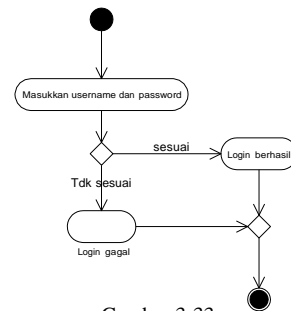 Masukkan username dan password
sesuai
Login berhasil
Tdk sesuai
Login gagal